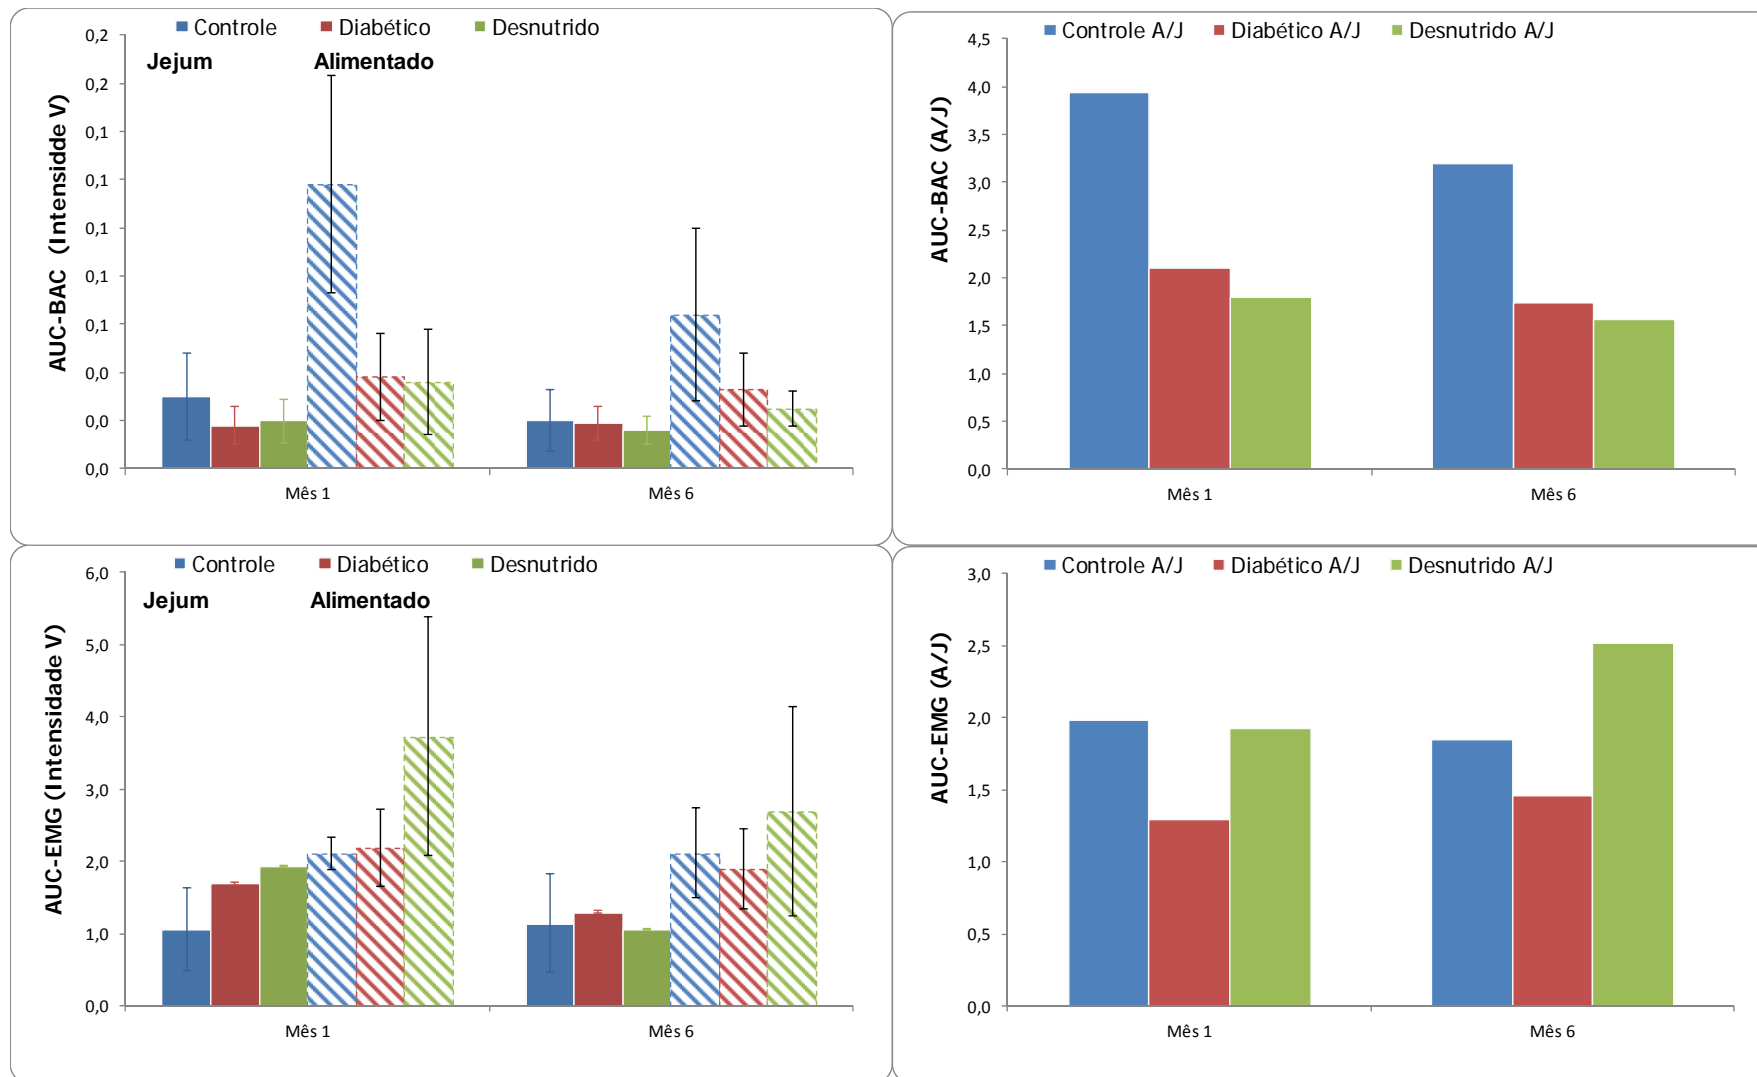 Controle Diabético Desnutrido
Jejum Alimentado
AUC-BAC (Intensidde V)
0,2
0,2
0,1
0,1
0,1
0,1
0,1
0,0
0,0
0,0
Mês 1 Mês 6
Controle A/J Diabético A/J Desnutrido A/J
AUC-BAC (A/J)
4,5
4,0
3,5
3,0
2,5
2,0
1,5
1,0
0,5
0,0
Mês 1 Mês 6
Controle Diabético Desnutrido
Jejum Alimentado
AUC-EMG (Intensidade V)
6,0
5,0
4,0
3,0
2,0
1,0
0,0
Mês 1 Mês 6
Controle A/J Diabético A/J Desnutrido A/J
AUC-EMG (A/J)
3,0
2,5
2,0
1,5
1,0
0,5
0,0
Mês 1 Mês 6